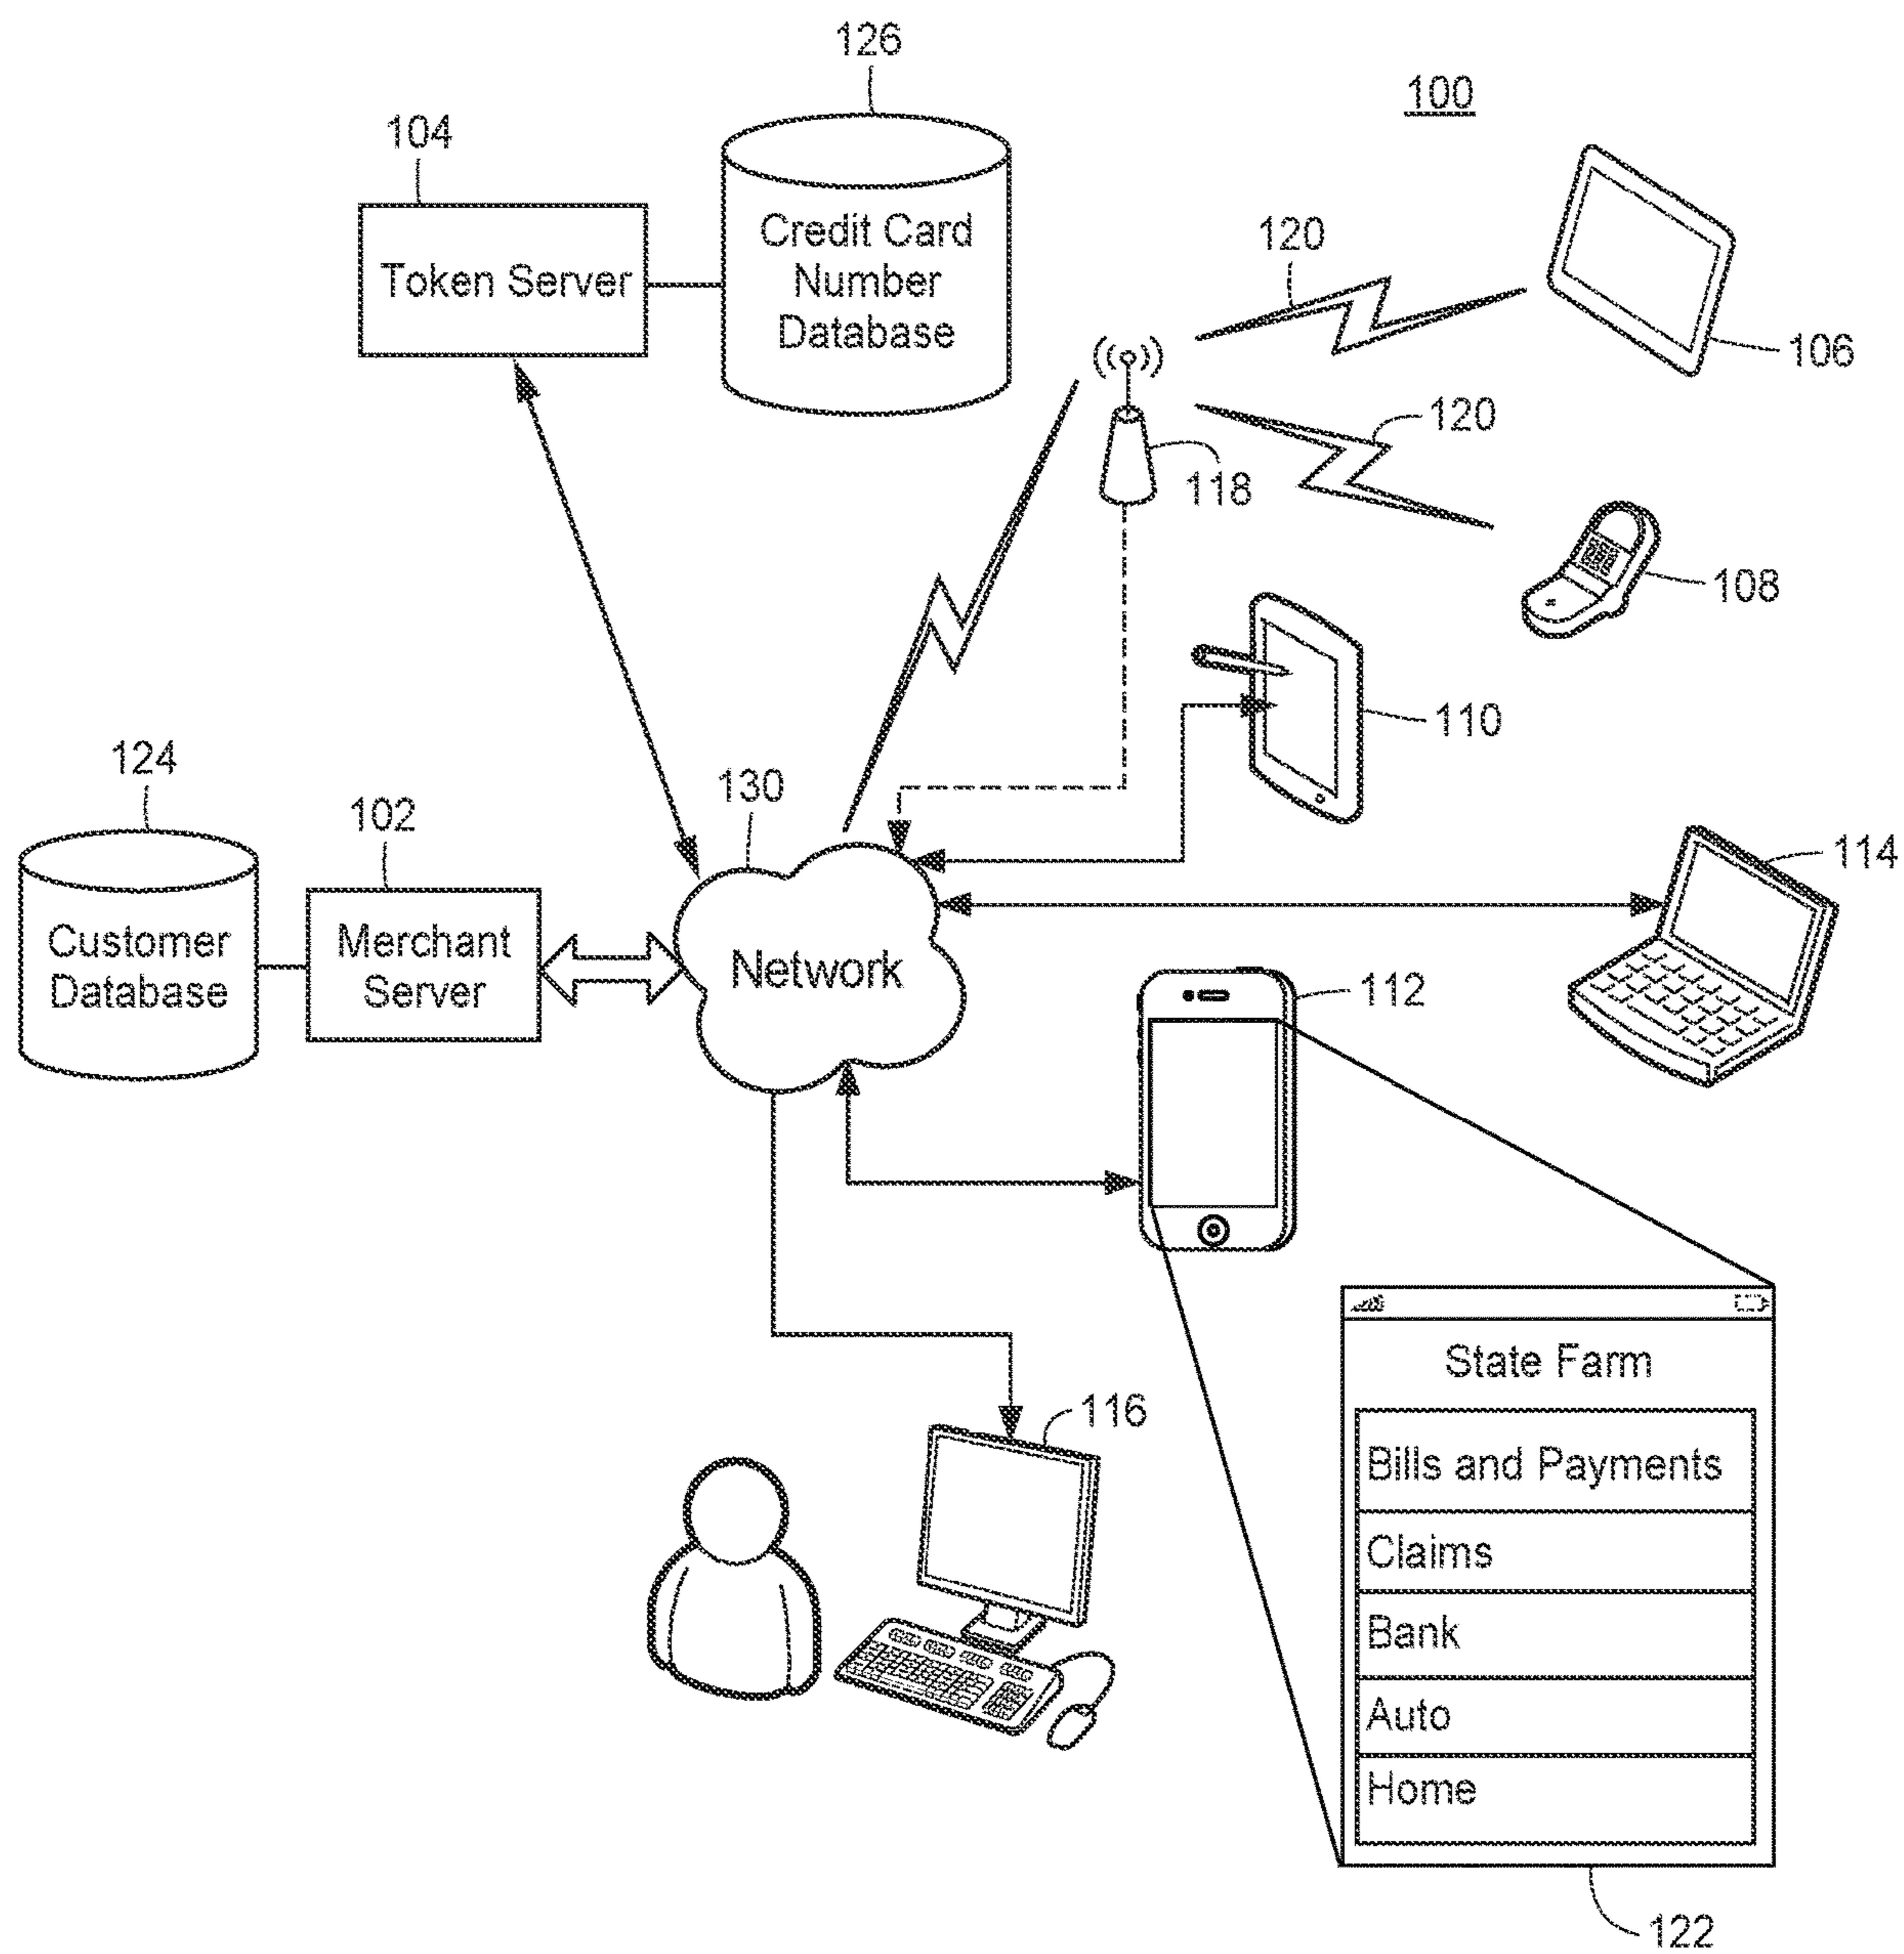 126
100
104
Credit Card
Number
Database
Token Server
120
106
120
118
108
110
124
130
102
114
Customer
Database
Merchant
Server
Network
112
State Farm
116
Bills and Payments
Claims
Bank
Auto
Home
122